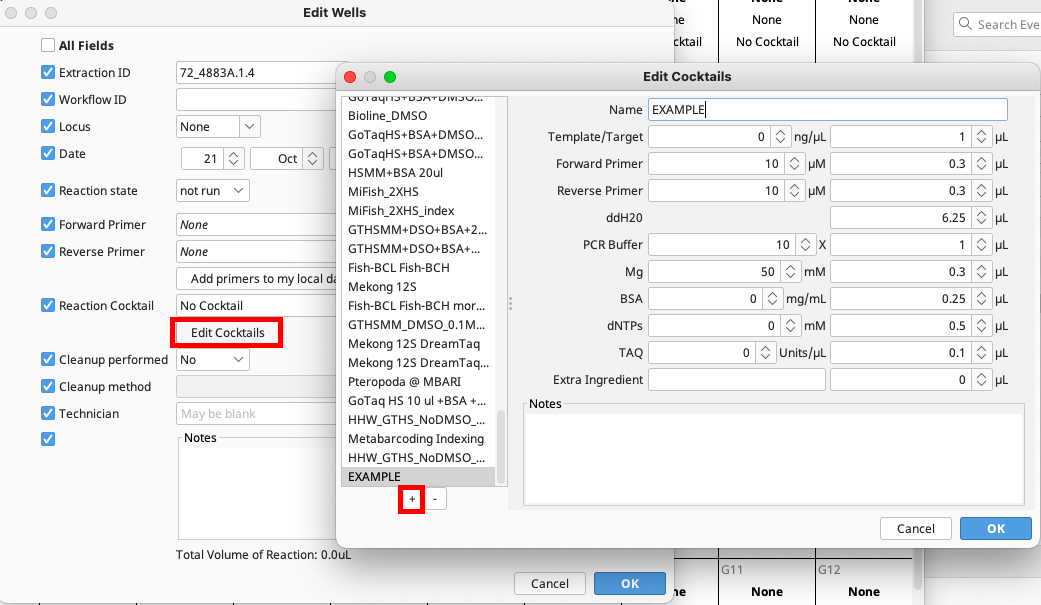 Edit Wells
None
None
None
ne
None
None
cktail
No Cocktail
No Cocktail
Search Eve
All Fields
Extraction ID
72_4883A.1.4
Workflow ID
Locus
None
Date
21
Oct
Reaction state
not run
Forward Primer
None
Reverse Primer
None
Add primers to my local da
Reaction Cocktail
No Cocktail
Edit Cocktails
Cleanup performed
No
Cleanup method
Technician
May be blank
Notes
Total Volume of Reaction: 0.0uL
Cancel
OK
Edit Cocktails
GoTaqHS+BSA+DMSO...
Bioline_DMSO
GoTaqHS+BSA+DMSO...
GoTaqHS+BSA+DMSO...
HSMM+BSA 20ul
MiFish_2XHS
MiFish_2XHS_index
GTHSMM+DSO+BSA+2...
GTHSMM+DSO+BSA+...
Fish-BCL Fish-BCH
Mekong 12S
Fish-BCL Fish-BCH mor...
GTHSMM_DMSO_0.1M...
Mekong 12S DreamTaq
Mekong 12S DreamTaq...
Pteropoda @ MBARI
GoTaq HS 10 ul +BSA +...
HHW_GTHS_NoDMSO_...
Metabarcoding Indexing
HHW_GTHS_NoDMSO_...
EXAMPLE
+
-
Name EXAMPLE
Template/Target 0 ng/µL 1 µL
Forward Primer 10 µM 0.3 µL
Reverse Primer 10 µM 0.3 µL
ddH20 6.25 µL
PCR Buffer 10 X 1 µL
Mg 50 mM 0.3 µL
BSA 0 mg/mL 0.25 µL
dNTPs 0 mM 0.5 µL
TAQ 0 Units/µL 0.1 µL
Extra Ingredient 0 µL
Notes
Cancel
OK
G11
G12
ne
None
None